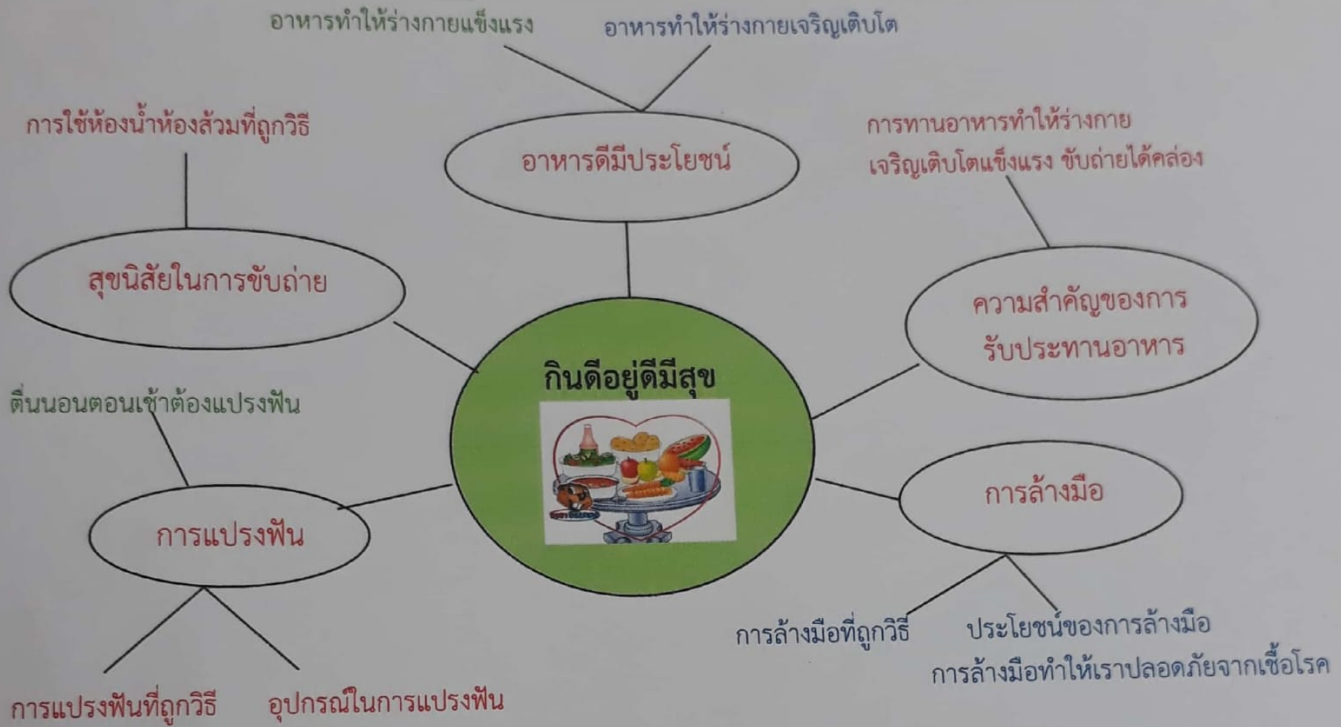 อาหารทำให้ร่างกายแข็งแรง
อาหารทำให้ร่างกายเจริญเติบโต
การใช้ห้องน้ำห้องส้วมที่ถูกวิธี
อาหารดีมีประโยชน์
การทานอาหารทำให้ร่างกาย
เจริญเติบโตแข็งแรง ขับถ่ายได้คล่อง
สุขนิสัยในการขับถ่าย
ความสำคัญของการ
รับประทานอาหาร
กินดีอยู่ดีมีสุข
ตื่นนอนตอนเช้าต้องแปรงฟัน
การแปรงฟัน
การล้างมือ
การล้างมือที่ถูกวิธี
ประโยชน์ของการล้างมือ
การล้างมือทำให้เราปลอดภัยจากเชื้อโรค
การแปรงฟันที่ถูกวิธี
อุปกรณ์ในการแปรงฟัน